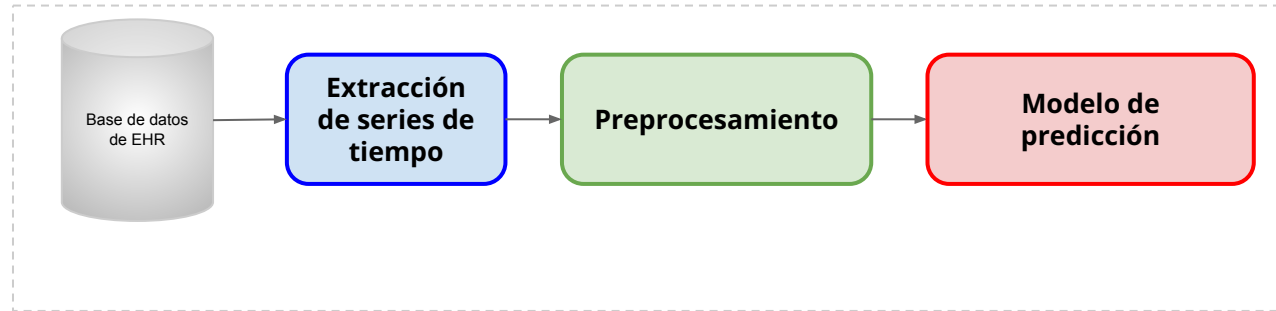 Base de datos
de EHR
Extracción
de series de
tiempo
Preprocesamiento
Modelo de
predicción